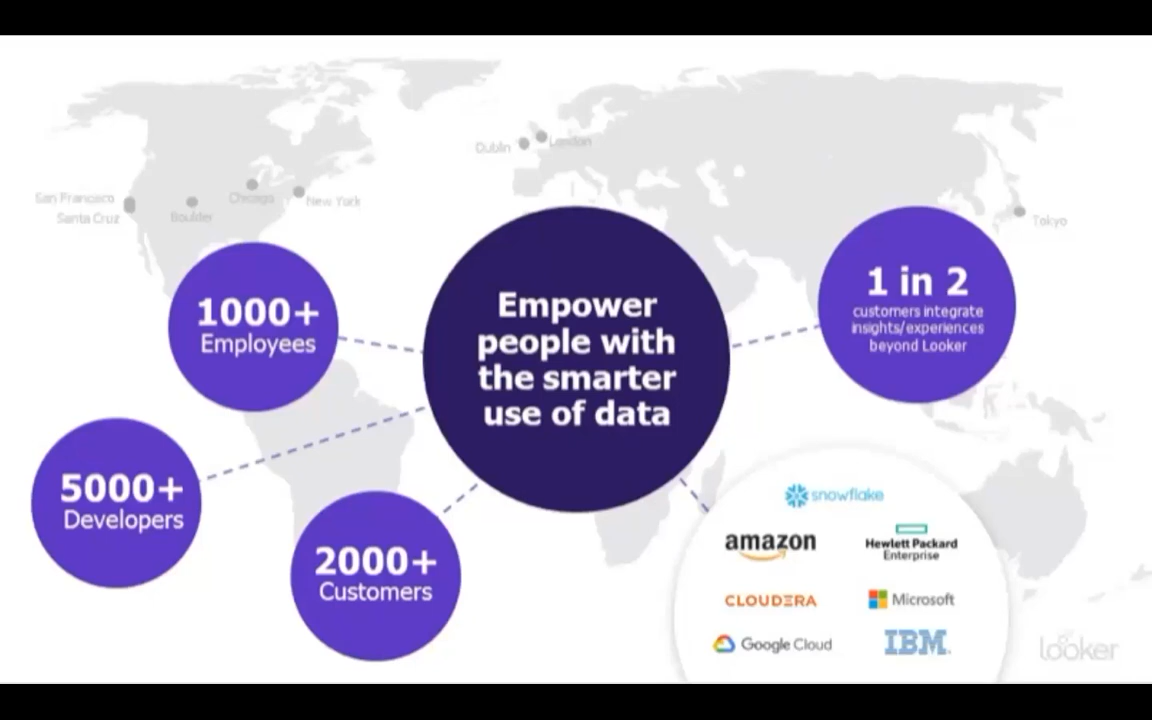 Dublin
London
San Francisco
Santa Cruz
Boulder
Chicago
New York
Tokyo
1000+
Employees
Empower
people with
the smarter
use of data
1 in 2
customers integrate
insights/experiences
beyond Looker
5000+
Developers
2000+
Customers
snowflake
amazon
Hewlett Packard
Enterprise
CLOUDERA
Microsoft
Google Cloud
IBM
looker